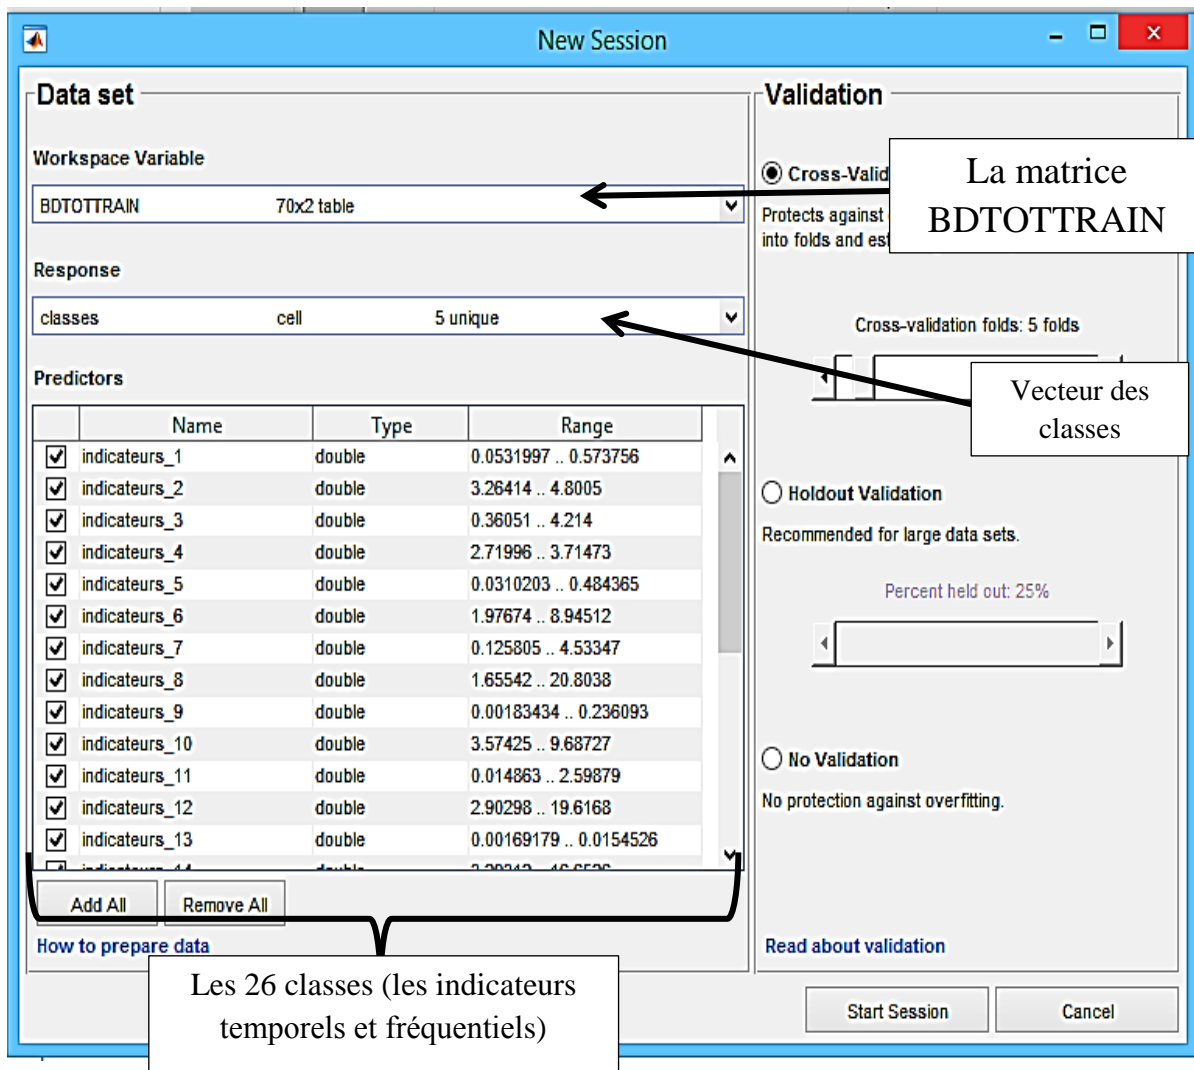 New Session
Data set
Workspace Variable
BDTOTTRAIN 70x2 table
Response
classes cell 5 unique
Predictors
Name Type Range
indicateurs_1 double 0.0531997 .. 0.573756
indicateurs_2 double 3.26414 .. 4.8005
indicateurs_3 double 0.36051 .. 4.214
indicateurs_4 double 2.71996 .. 3.71473
indicateurs_5 double 0.0310203 .. 0.484365
indicateurs_6 double 1.97674 .. 8.94512
indicateurs_7 double 0.125805 .. 4.53347
indicateurs_8 double 1.65542 .. 20.8038
indicateurs_9 double 0.00183434 .. 0.236093
indicateurs_10 double 3.57425 .. 9.68727
indicateurs_11 double 0.014863 .. 2.59879
indicateurs_12 double 2.90298 .. 19.6168
indicateurs_13 double 0.00169179 .. 0.0154526
Add All Remove All
How to prepare data
Les 26 classes (les indicateurs
temporels et fréquentiels)
Validation
Cross-Valid
Protects against
into folds and est
La matrice
BDTOTTRAIN
Cross-validation folds: 5 folds
Vecteur des
classes
Holdout Validation
Recommended for large data sets.
Percent held out: 25%
No Validation
No protection against overfitting.
Read about validation
Start Session Cancel